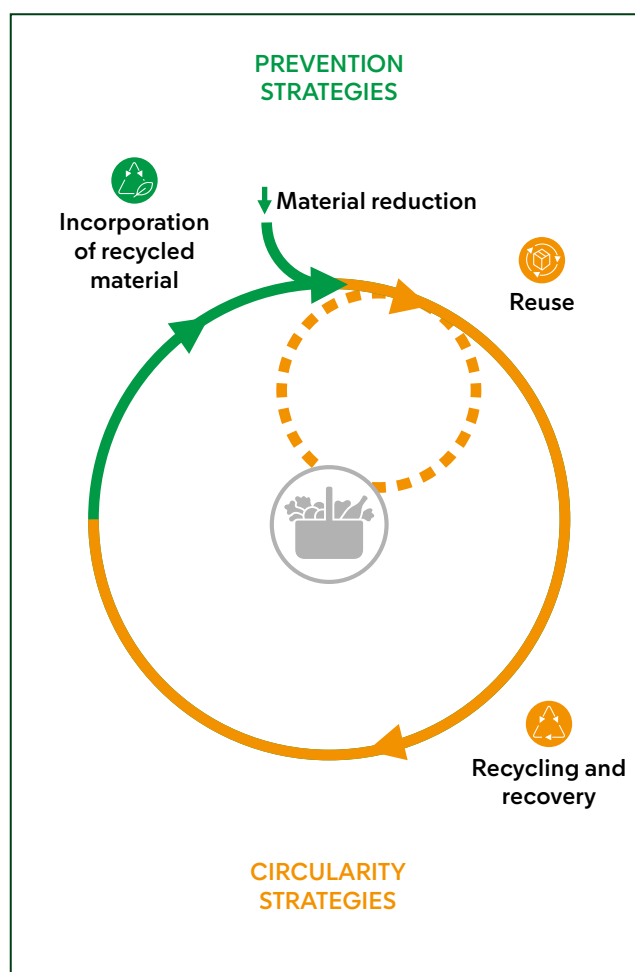 PREVENTION
STRATEGIES
Incorporation
of recycled
material
Material reduction
Reuse
Recycling and
recovery
CIRCULARITY
STRATEGIES